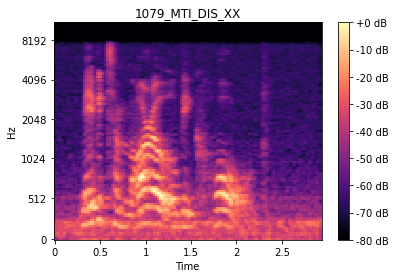 1079_MTI_DIS_XX
+0 dB
8192
-10 dB
4096
-20 dB
-30 dB
2048
Hz
-40 dB
1024
-50 dB
512
-60 dB
-70 dB
0
-80 dB
0 0.5 1 1.5 2 2.5
Time